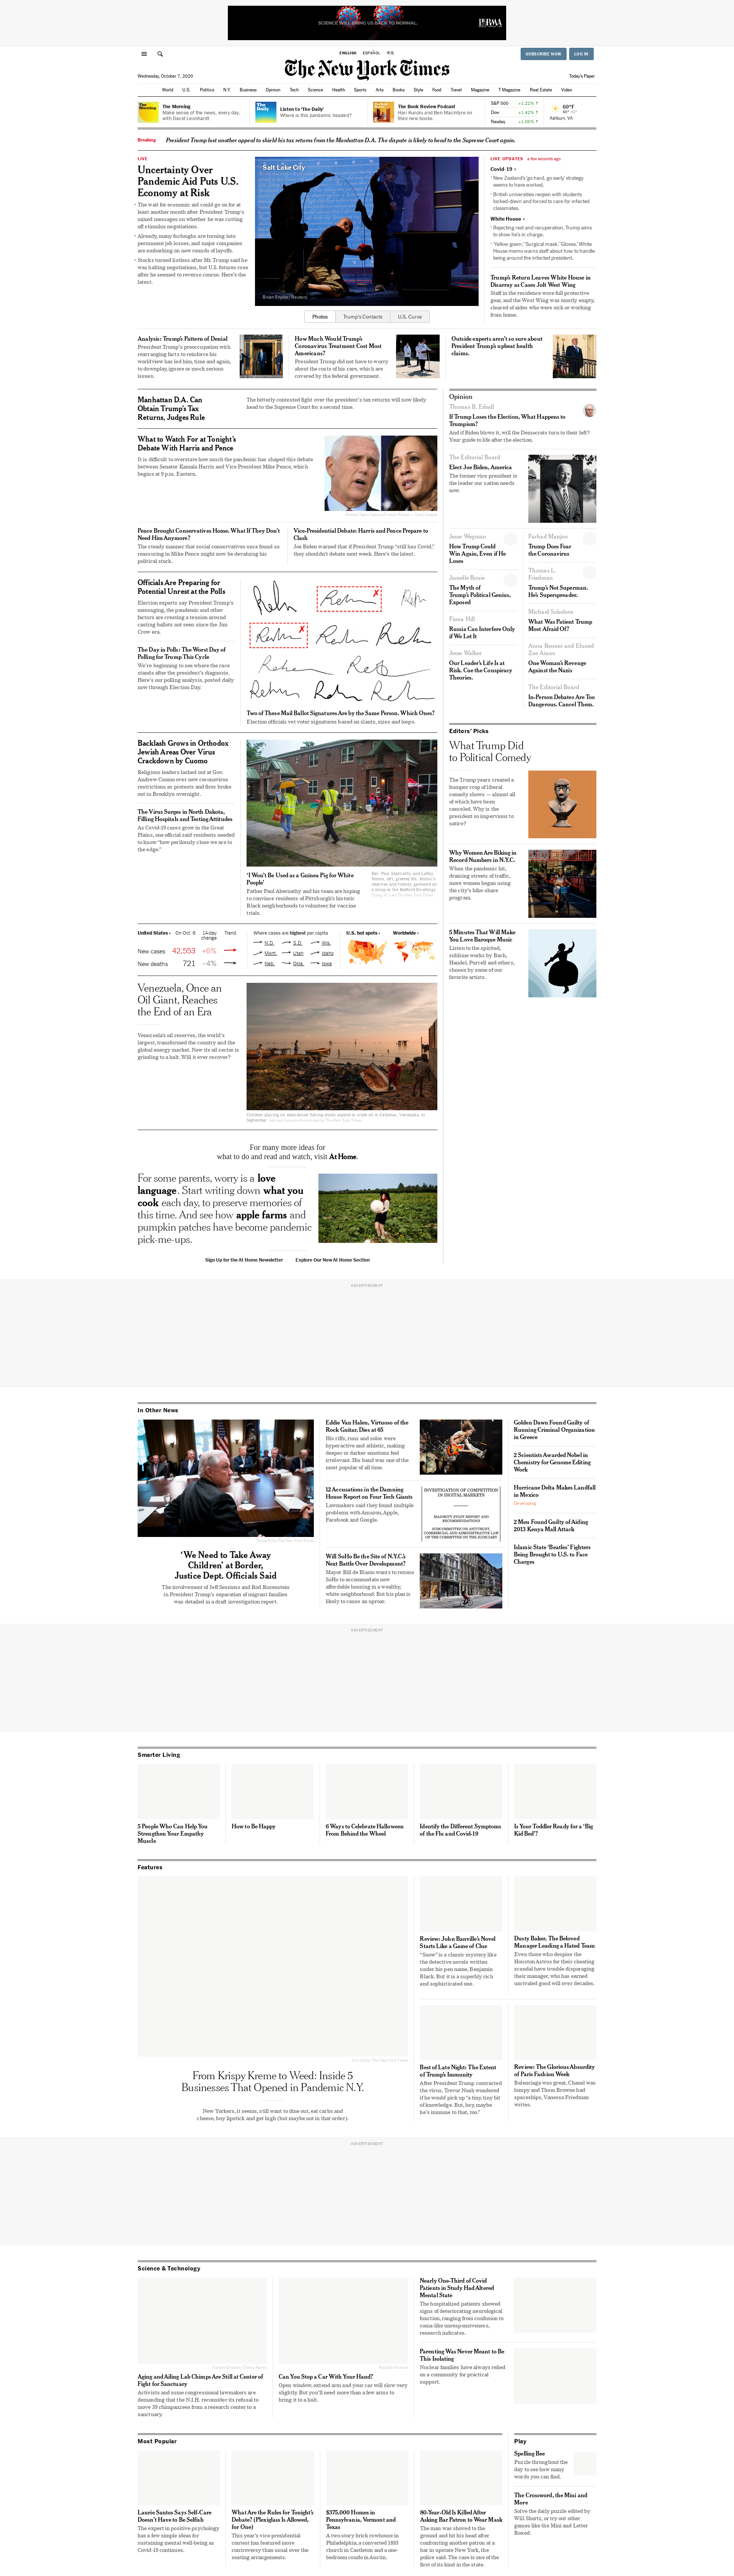 SCIENCE WILL BRING US BACK TO NORMAL.
ENGLISH ESPAÑOL 中文
SUBSCRIBE NOW LOG IN
The New York Times
Wednesday, October 7, 2020
Today's Paper
World U.S. Politics N.Y. Business Opinion Tech Science Health Sports Arts Books Style Food Travel Magazine T Magazine Real Estate Video
The Morning
Make sense of the news, every day, with David Leonhardt.
Listen to 'The Daily'
Where is this pandemic headed?
The Book Review Podcast
Hari Kunzru and Ben Macintyre on their new books.
S&P 500 +1.22% ↑
Dow +1.42% ↑
Nasdaq +1.05% ↑
60°F
Ashburn, VA
Breaking
President Trump lost another appeal to shield his tax returns from the Manhattan D.A. The dispute is likely to head to the Supreme Court again.
LIVE
Uncertainty Over
Pandemic Aid Puts U.S.
Economy at Risk
The wait for economic aid could go on for at
least another month after President Trump's
mixed messages on whether he was cutting
off stimulus negotiations.
Already, many furloughs are turning into
permanent job losses, and major companies
are embarking on new rounds of layoffs.
Stocks turned listless after Mr. Trump said he
was halting negotiations, but U.S. futures rose
after he seemed to reverse course. Here's the
latest.
Salt Lake City
Brian Snyder/Reuters
Photos Trump's Contacts U.S. Curve
LIVE UPDATES a few seconds ago
Covid-19 ›
New Zealand's 'go hard, go early' strategy
seems to have worked.
British universities reopen with students
locked-down and forced to care for infected
classmates.
White House ›
Rejecting rest and recuperation, Trump aims
to show he's in charge.
'Yellow gown.' 'Surgical mask.' 'Gloves.' White
House memo warns staff about how to handle
being around the infected president.
Trump's Return Leaves White House in
Disarray as Cases Jolt West Wing
Staff in the residence wore full protective
gear, and the West Wing was mostly empty,
cleared of aides who were sick or working
from home.
Analysis: Trump's Pattern of Denial
President Trump's preoccupation with
rearranging facts to reinforce his
worldview has led him, time and again,
to downplay, ignore or mock serious
issues.
How Much Would Trump's
Coronavirus Treatment Cost Most
Americans?
President Trump did not have to worry
about the costs of his care, which are
covered by the federal government.
Outside experts aren't so sure about
President Trump's upbeat health
claims.
Manhattan D.A. Can
Obtain Trump's Tax
Returns, Judges Rule
The bitterly contested fight over the president's tax returns will now likely
head to the Supreme Court for a second time.
What to Watch For at Tonight's
Debate With Harris and Pence
It is difficult to overstate how much the pandemic has shaped this debate
between Senator Kamala Harris and Vice President Mike Pence, which
begins at 9 p.m. Eastern.
Pence Brought Conservatives Home. What If They Don't
Need Him Anymore?
The steady manner that social conservatives once found so
reassuring in Mike Pence might now be devaluing his
political stock.
Vice-Presidential Debate: Harris and Pence Prepare to
Clash
Joe Biden warned that if President Trump "still has Covid,"
they shouldn't debate next week. Here's the latest.
Officials Are Preparing for
Potential Unrest at the Polls
Election experts say President Trump's
messaging, the pandemic and other
factors are creating a tension around
casting ballots not seen since the Jim
Crow era.
The Day in Polls: The Worst Day of
Polling for Trump This Cycle
We're beginning to see where the race
stands after the president's diagnosis.
Here's our polling analysis, posted daily
now through Election Day.
Two of These Mail Ballot Signatures Are by the Same Person. Which Ones?
Election officials vet voter signatures based on slants, sizes and loops.
Backlash Grows in Orthodox
Jewish Areas Over Virus
Crackdown by Cuomo
Religious leaders lashed out at Gov.
Andrew Cuomo over new coronavirus
restrictions as protests and fires broke
out in Brooklyn overnight.
The Virus Surges in North Dakota,
Filling Hospitals and Testing Attitudes
As Covid-19 cases grow in the Great
Plains, one official said residents needed
to know "how perilously close we are to
the edge."
'I Won't Be Used as a Guinea Pig for White
People'
Father Paul Abernathy and his team are hoping
to convince residents of Pittsburgh's historic
Black neighborhoods to volunteer for vaccine
trials.
United States › On Oct. 6 14-day change Trend
New cases 42,553 +6%
New deaths 721 −4%
Where cases are highest per capita
N.D. S.D. Wis.
Mont. Utah Idaho
Neb. Okla. Iowa
U.S. hot spots › Worldwide ›
Venezuela, Once an
Oil Giant, Reaches
the End of an Era
Venezuela's oil reserves, the world's
largest, transformed the country and the
global energy market. Now its oil sector is
grinding to a halt. Will it ever recover?
For many more ideas for
what to do and read and watch, visit At Home.
For some parents, worry is a love
language. Start writing down what you
cook each day, to preserve memories of
this time. And see how apple farms and
pumpkin patches have become pandemic
pick-me-ups.
Sign Up for the At Home Newsletter Explore Our New At Home Section
Opinion
Thomas B. Edsall
If Trump Loses the Election, What Happens to
Trumpism?
And if Biden blows it, will the Democrats turn to their left?
Your guide to life after the election.
The Editorial Board
Elect Joe Biden, America
The former vice president is
the leader our nation needs
now.
Jesse Wegman
How Trump Could
Win Again, Even if He
Loses
Jamelle Bouie
The Myth of
Trump's Political Genius,
Exposed
Fiona Hill
Russia Can Interfere Only
if We Let It
Jesse Walker
Our Leader's Life Is at
Risk. Cue the Conspiracy
Theories.
Farhad Manjoo
Trump Does Fear
the Coronavirus
Thomas L.
Friedman
Trump's Not Superman.
He's Superspreader.
Michael Sokolove
What Was Patient Trump
Most Afraid Of?
One Woman's Revenge
Against the Nazis
The Editorial Board
In-Person Debates Are Too
Dangerous. Cancel Them.
Editors' Picks
What Trump Did
to Political Comedy
The Trump years created a
bumper crop of liberal
comedy shows — almost all
of which have been
canceled. Why is the
president so impervious to
satire?
Why Women Are Biking in
Record Numbers in N.Y.C.
When the pandemic hit,
draining streets of traffic,
more women began using
the city's bike-share
program.
5 Minutes That Will Make
You Love Baroque Music
Listen to the spirited,
sublime works by Bach,
Handel, Purcell and others,
chosen by some of our
favorite artists.
ADVERTISEMENT
In Other News
'We Need to Take Away
Children' at Border,
Justice Dept. Officials Said
The involvement of Jeff Sessions and Rod Rosenstein
in President Trump's separation of migrant families
was detailed in a draft investigation report.
Eddie Van Halen, Virtuoso of the
Rock Guitar, Dies at 65
His riffs, runs and solos were
hyperactive and athletic, making
deeper or darker emotions feel
irrelevant. His band was one of the
most popular of all time.
12 Accusations in the Damning
House Report on Four Tech Giants
Lawmakers said they found multiple
problems with Amazon, Apple,
Facebook and Google.
INVESTIGATION OF COMPETITION
IN DIGITAL MARKETS
MAJORITY STAFF REPORT AND
RECOMMENDATIONS
SUBCOMMITTEE ON ANTITRUST,
COMMERCIAL AND ADMINISTRATIVE LAW
OF THE COMMITTEE ON THE JUDICIARY
Will SoHo Be the Site of N.Y.C.'s
Next Battle Over Development?
Mayor Bill de Blasio wants to rezone
SoHo to accommodate new
affordable housing in a wealthy,
white neighborhood. But his plan is
likely to cause an uproar.
Golden Dawn Found Guilty of
Running Criminal Organization
in Greece
2 Scientists Awarded Nobel in
Chemistry for Genome Editing
Work
Hurricane Delta Makes Landfall
in Mexico
Developing
2 Men Found Guilty of Aiding
2013 Kenya Mall Attack
Islamic State 'Beatles' Fighters
Being Brought to U.S. to Face
Charges
ADVERTISEMENT
Smarter Living
5 People Who Can Help You
Strengthen Your Empathy
Muscle
How to Be Happy
6 Ways to Celebrate Halloween
From Behind the Wheel
Identify the Different Symptoms
of the Flu and Covid-19
Is Your Toddler Ready for a 'Big
Kid Bed'?
Features
From Krispy Kreme to Weed: Inside 5
Businesses That Opened in Pandemic N.Y.
New Yorkers, it seems, still want to dine out, eat carbs and
cheese, buy lipstick and get high (but maybe not in that order).
Review: John Banville's Novel
Starts Like a Game of Clue
"Snow" is a classic mystery like
the detective novels written
under his pen name, Benjamin
Black. But it is a superbly rich
and sophisticated one.
Dusty Baker, The Beloved
Manager Leading a Hated Team
Even those who despise the
Houston Astros for their cheating
scandal have trouble disparaging
their manager, who has earned
unrivaled good will over decades.
Best of Late Night: The Extent
of Trump's Immunity
After President Trump contracted
the virus, Trevor Noah wondered
if he would pick up "a tiny, tiny bit
of knowledge. But, hey, maybe
he's immune to that, too."
Review: The Glorious Absurdity
of Paris Fashion Week
Balenciaga was great, Chanel was
lumpy and Thom Browne had
spaceships, Vanessa Friedman
writes.
ADVERTISEMENT
Science & Technology
Aging and Ailing Lab Chimps Are Still at Center of
Fight for Sanctuary
Activists and some congressional lawmakers are
demanding that the N.I.H. reconsider its refusal to
move 39 chimpanzees from a research center to a
sanctuary.
Can You Stop a Car With Your Hand?
Open window, extend arm and your car will slow very
slightly. But you'll need more than a few arms to
bring it to a halt.
Nearly One-Third of Covid
Patients in Study Had Altered
Mental State
The hospitalized patients showed
signs of deteriorating neurological
function, ranging from confusion to
coma-like unresponsiveness,
research indicates.
Parenting Was Never Meant to Be
This Isolating
Nuclear families have always relied
on a community for practical
support.
Most Popular
Laurie Santos Says Self-Care
Doesn't Have to Be Selfish
The expert in positive psychology
has a few simple ideas for
sustaining mental well-being as
Covid-19 continues.
What Are the Rules for Tonight's
Debate? (Plexiglass Is Allowed,
for One)
This year's vice presidential
contest has featured more
controversy than usual over the
seating arrangements.
$375,000 Homes in
Pennsylvania, Vermont and
Texas
A two-story brick rowhouse in
Philadelphia, a converted 1893
church in Castleton and a one-
bedroom condo in Austin.
80-Year-Old Is Killed After
Asking Bar Patron to Wear Mask
The man was shoved to the
ground and hit his head after
confronting another patron at a
bar in upstate New York, the
police said. The case is one of the
first of its kind in the state.
Play
Spelling Bee
Puzzle throughout the
day to see how many
words you can find.
The Crossword, the Mini and
More
Solve the daily puzzle edited by
Will Shortz, or try out other
games like the Mini and Letter
Boxed.